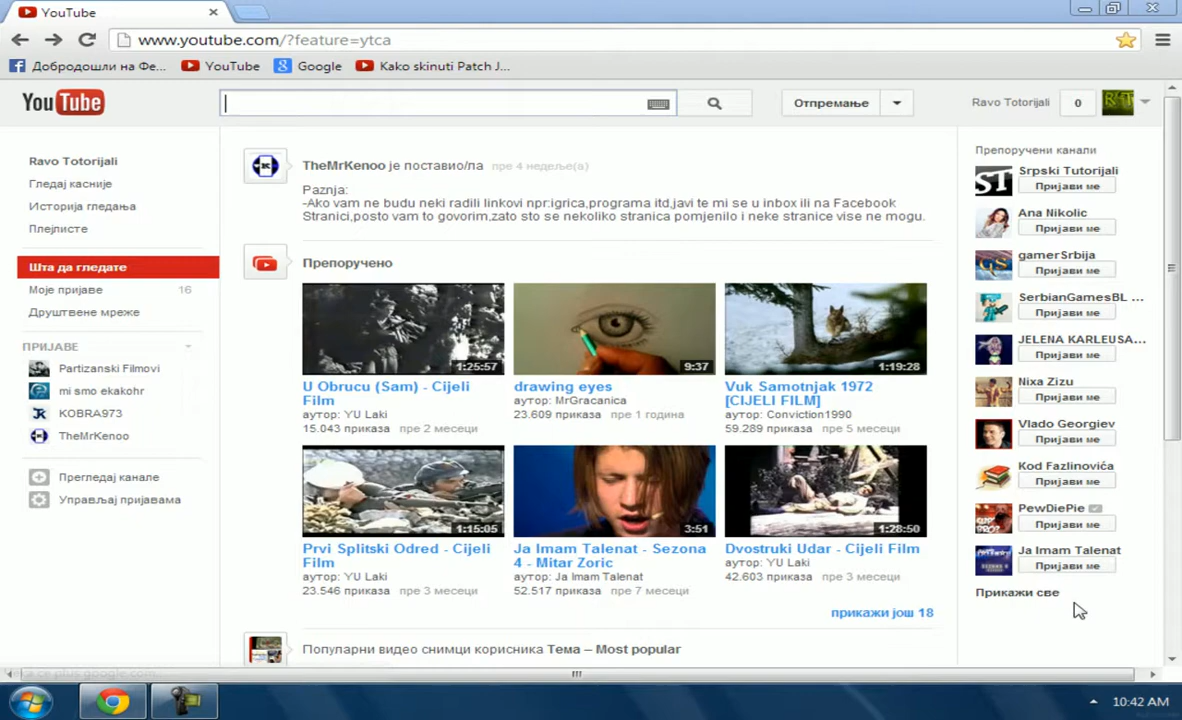 YouTube
www.youtube.com/?feature=ytca
Добродошли на Фе...
YouTube
Google
Kako skinuti Patch J...
YouTube
Отпремање
Ravo Totorijali
0
Ravo Totorijali
Гледај касније
Историја гледања
Плејлисте
Шта да гледате
Моје пријаве 16
Друштвене мреже
ПРИЈАВЕ
Partizanski Filmovi
mi smo ekakohr
KOBRA973
TheMrKenoo
Прегледај канале
Управљај пријавама
TheMrKenoo је поставио/ла пре 4 недеље(а)
Paznja:
-Ako vam ne budu neki radili linkovi npr:igrica,programa itd,javi te mi se u inbox ili na Facebook
Stranici,posto vam to govorim,zato sto se nekoliko stranica pomjenilo i neke stranice vise ne mogu.
Препоручено
1:25:57
9:37
1:19:28
U Obrucu (Sam) - Cijeli
Film
аутор: YU Laki
15.043 приказа пре 2 месеци
drawing eyes
аутор: MrGracanica
23.609 приказа пре 1 година
Vuk Samotnjak 1972
[CIJELI FILM]
аутор: Conviction1990
59.289 приказа пре 5 месеци
1:15:05
3:51
1:28:50
Prvi Splitski Odred - Cijeli
Film
аутор: YU Laki
23.546 приказа пре 3 месеци
Ja Imam Talenat - Sezona
4 - Mitar Zoric
аутор: Ja Imam Talenat
52.517 приказа пре 7 месеци
Dvostruki Udar - Cijeli Film
аутор: YU Laki
42.603 приказа пре 3 месеци
прикажи још 18
Популарни видео снимци корисника Тема – Most popular
Препоручени канали
Srpski Tutorijali
Пријави ме
Ana Nikolic
Пријави ме
gamerSrbija
Пријави ме
SerbianGamesBL ...
Пријави ме
JELENA KARLEUSA...
Пријави ме
Nixa Zizu
Пријави ме
Vlado Georgiev
Пријави ме
Kod Fazlinovića
Пријави ме
PewDiePie
Пријави ме
Ja Imam Talenat
Пријави ме
Прикажи све
10:42 AM